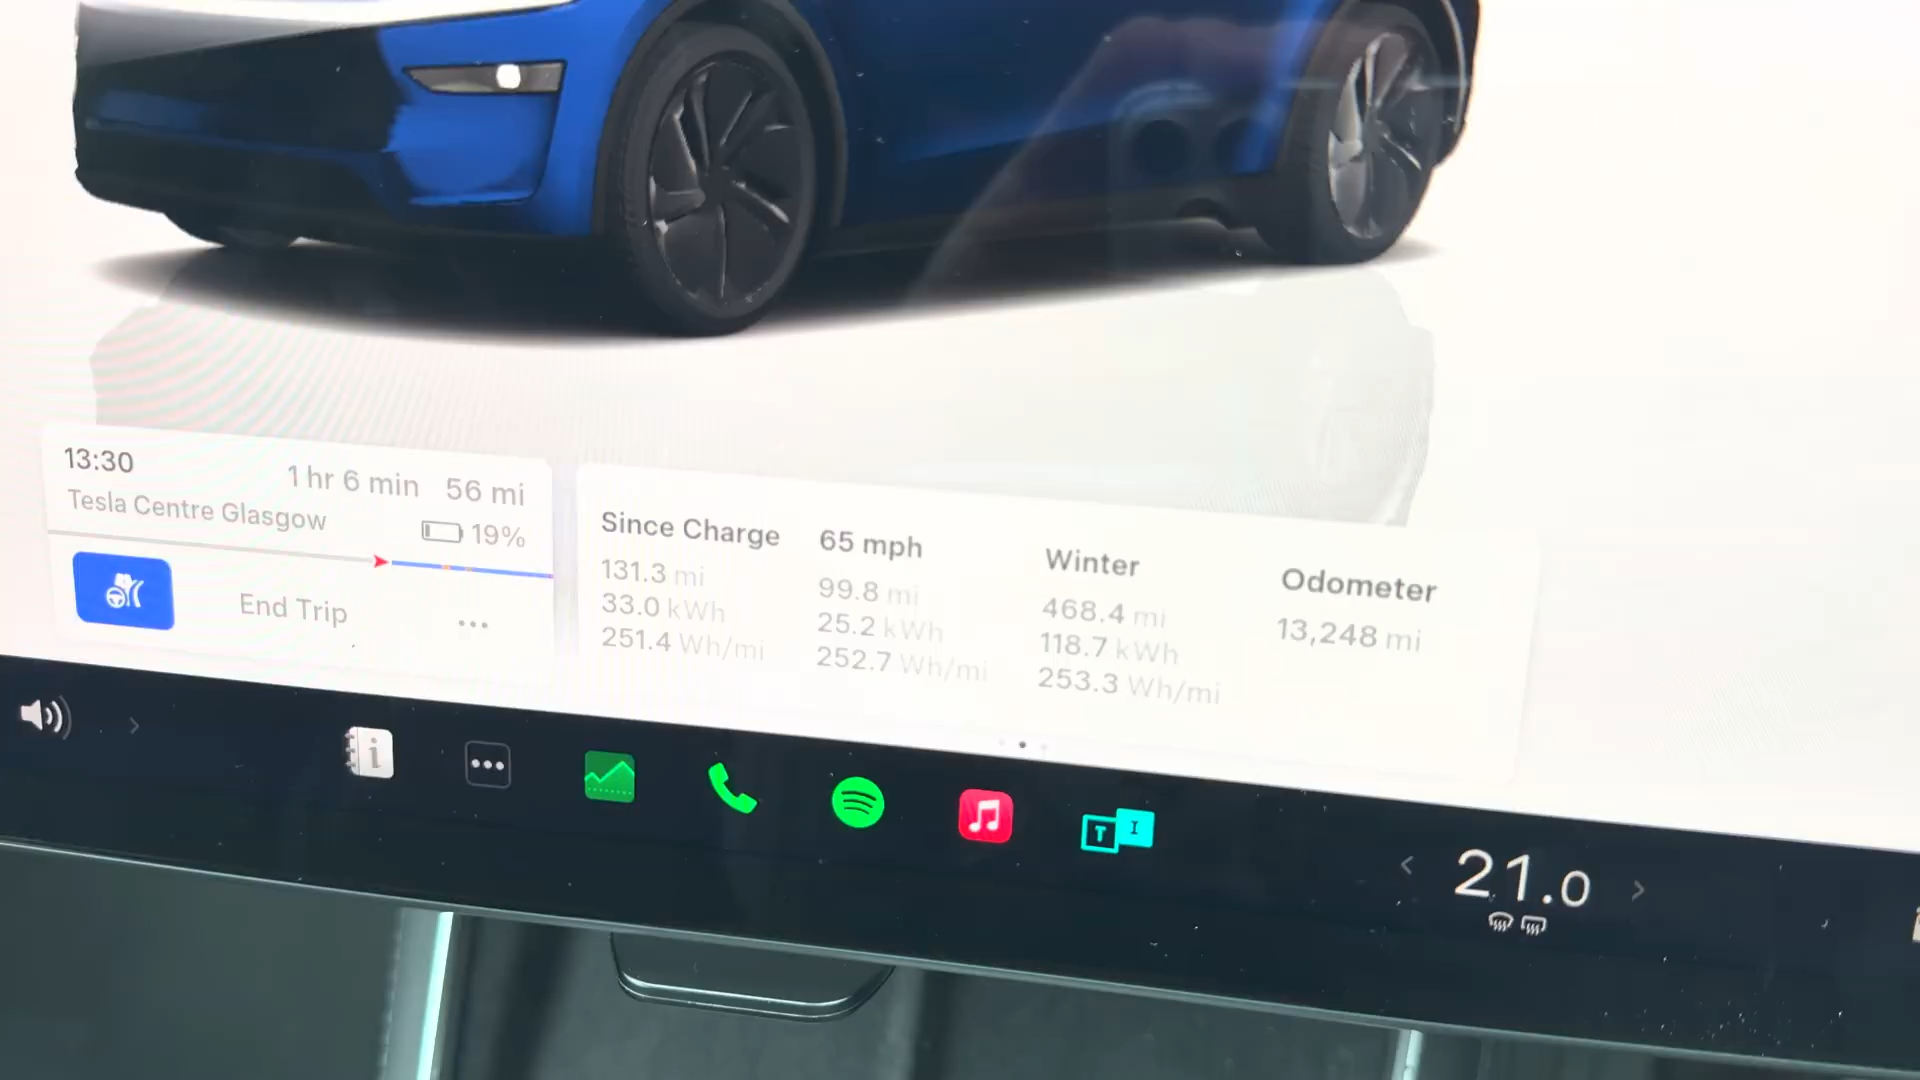 13:30
1 hr 6 min 56 mi
Tesla Centre Glasgow
19%
End Trip
Since Charge
131.3 mi
33.0 kWh
251.4 Wh/mi
65 mph
99.8 mi
25.2 kWh
252.7 Wh/mi
Winter
468.4 mi
118.7 kWh
253.3 Wh/mi
Odometer
13,248 mi
i
T I
21.0